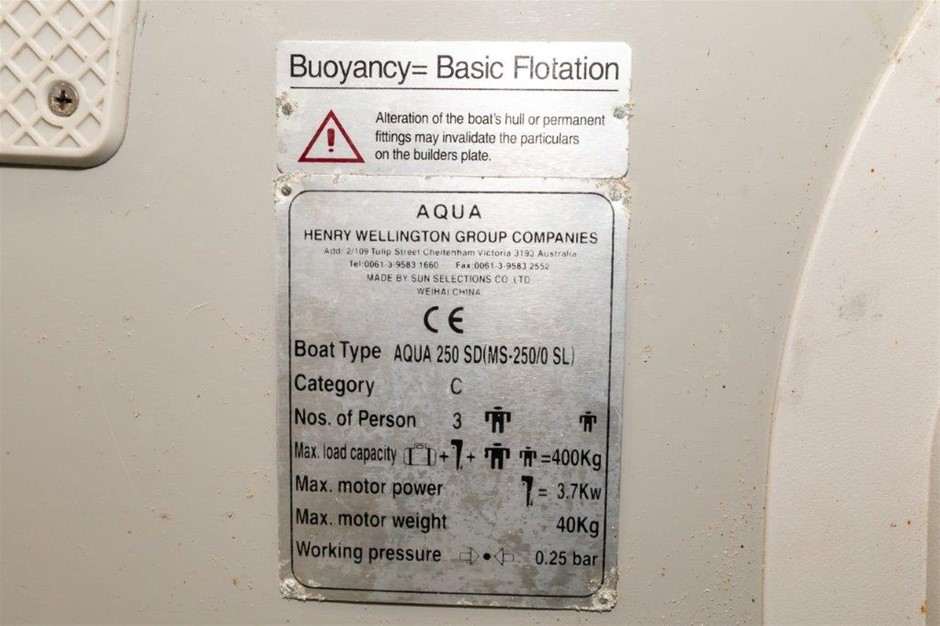 Buoyancy= Basic Flotation
Alteration of the boat's hull or permanent
fittings may invalidate the particulars
on the builders plate.
AQUA
HENRY WELLINGTON GROUP COMPANIES
Add: 2/109 Tulip Street Cheltenham Victoria 3193 Australia
Tel:0061-3-9583 1660 Fax:0061-3-9583 2552
MADE BY SUN SELECTIONS CO LTD
WEIHAI CHINA
CE
Boat Type AQUA 250 SD(MS-250/0 SL)
Category C
Nos. of Person 3
Max. load capacity + + =400Kg
Max. motor power = 3.7Kw
Max. motor weight 40Kg
Working pressure 0.25 bar